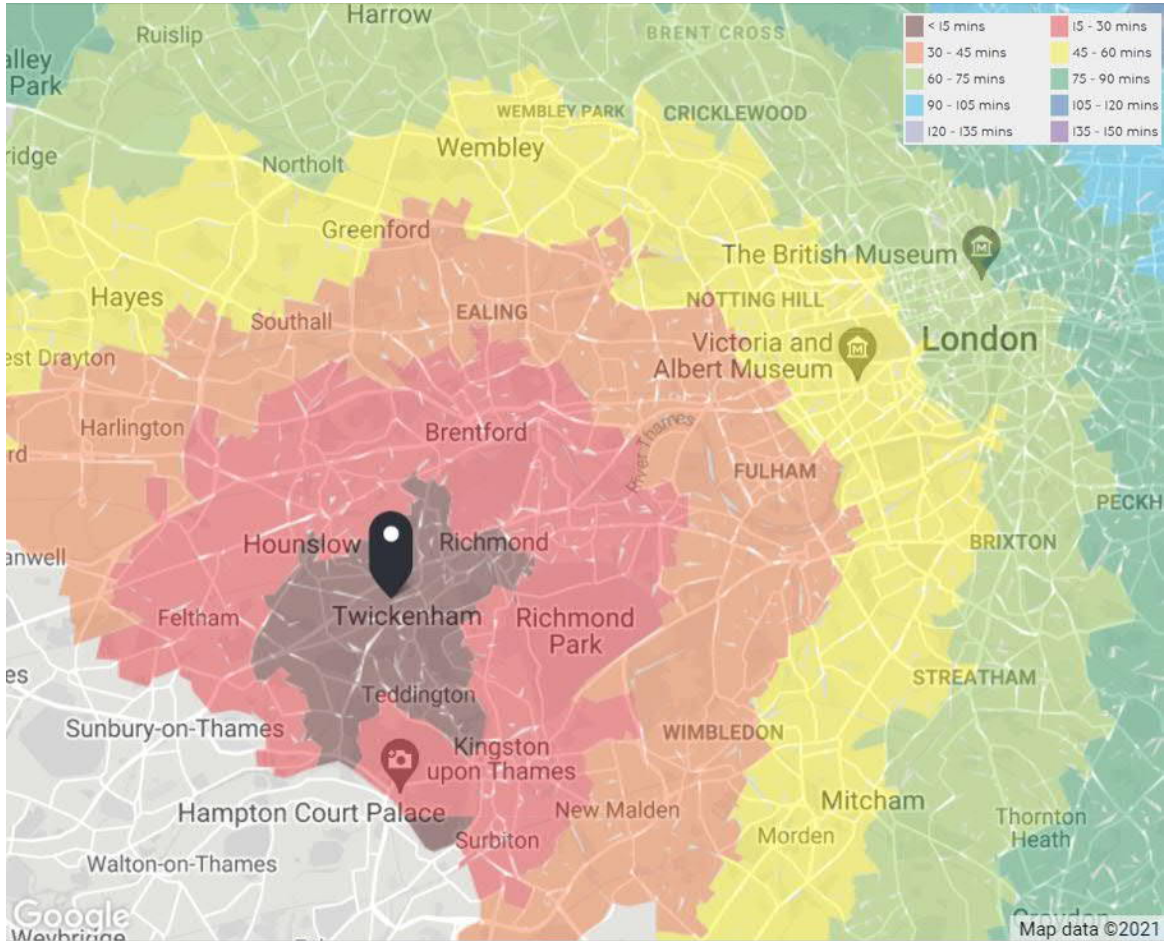 Harrow
Ruislip
BRENT CROSS
< 15 mins
15 - 30 mins
30 - 45 mins
45 - 60 mins
60 - 75 mins
75 - 90 mins
90 - 105 mins
105 - 120 mins
120 - 135 mins
135 - 150 mins
alley
Park
WEMBLEY PARK
CRICKLEWOOD
Wembley
ridge
Northolt
Greenford
The British Museum
Hayes
NOTTING HILL
Southall
EALING
Victoria and
Albert Museum
London
est Drayton
Harlington
Brentford
River Thames
rd
FULHAM
PECKH
anwell
Hounslow
Richmond
BRIXTON
Feltham
Twickenham
Richmond
Park
es
Teddington
STREATHAM
Sunbury-on-Thames
WIMBLEDON
Kingston
upon Thames
Hampton Court Palace
New Malden
Mitcham
Surbiton
Morden
Thornton
Heath
Walton-on-Thames
Google
Weybridge
Croydon
Map data ©2021